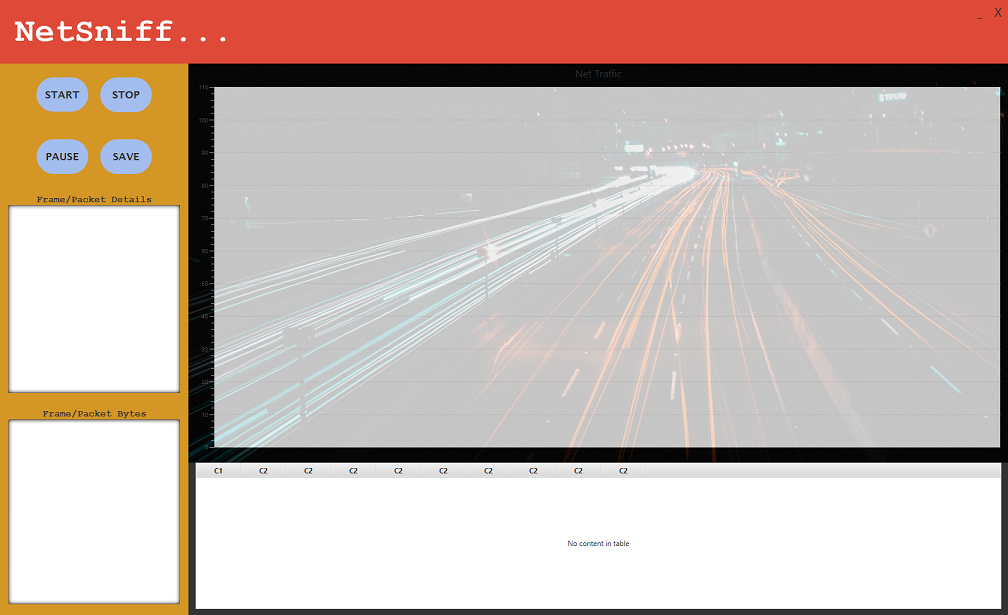 NetSniff...
_ X
START STOP
PAUSE SAVE
Frame/Packet Details
Frame/Packet Bytes
Net Traffic
110
100
90
80
70
60
50
40
30
20
10
0
C1 C2 C2 C2 C2 C2 C2 C2 C2 C2
No content in table